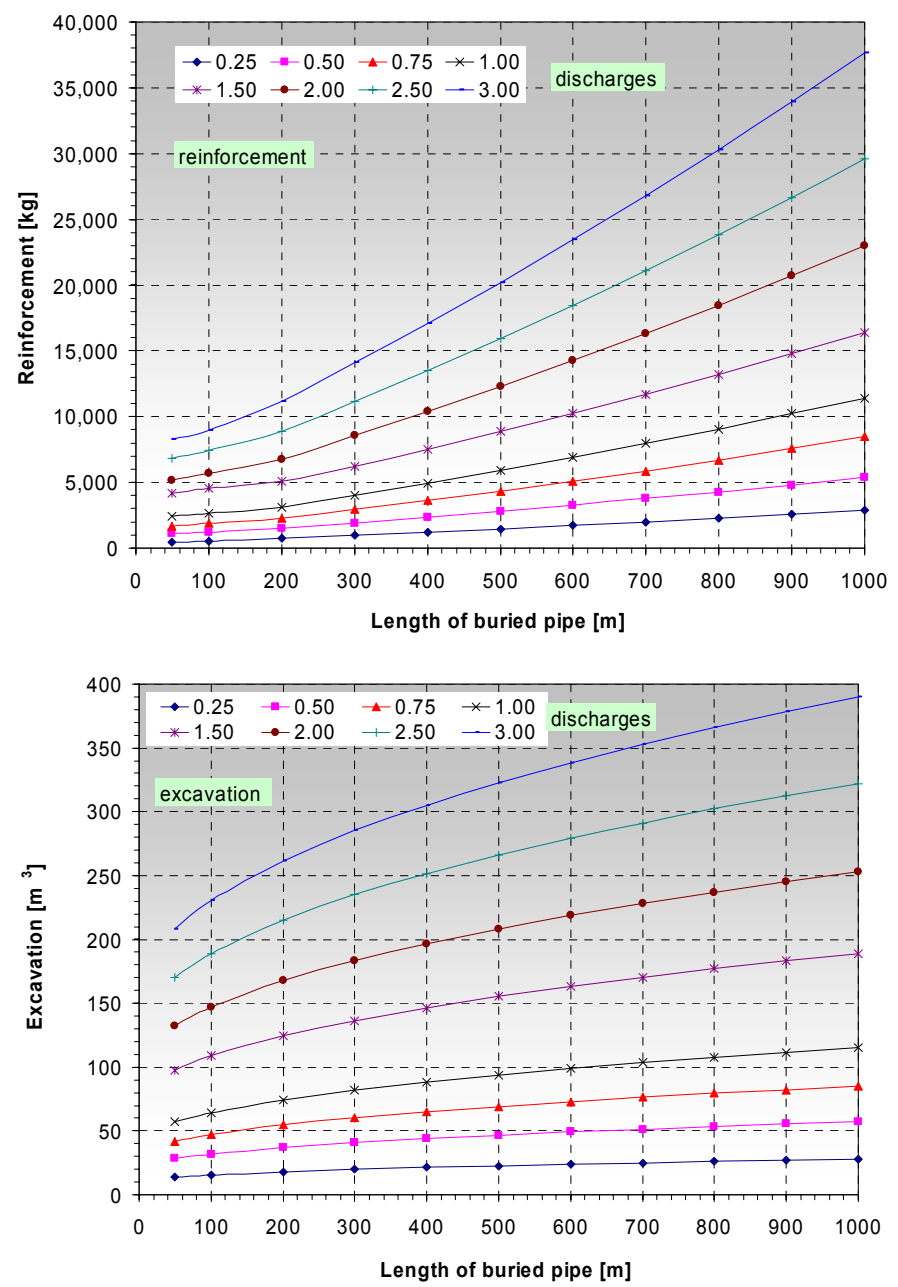 40,000
35,000
30,000
25,000
20,000
15,000
10,000
5,000
0
Reinforcement [kg]
0.25 0.50 0.75 1.00
1.50 2.00 2.50 3.00
discharges
reinforcement
0 100 200 300 400 500 600 700 800 900 1000
Length of buried pipe [m]
400
350
300
250
200
150
100
50
0
Excavation [m ³]
0.25 0.50 0.75 1.00
1.50 2.00 2.50 3.00
discharges
excavation
0 100 200 300 400 500 600 700 800 900 1000
Length of buried pipe [m]